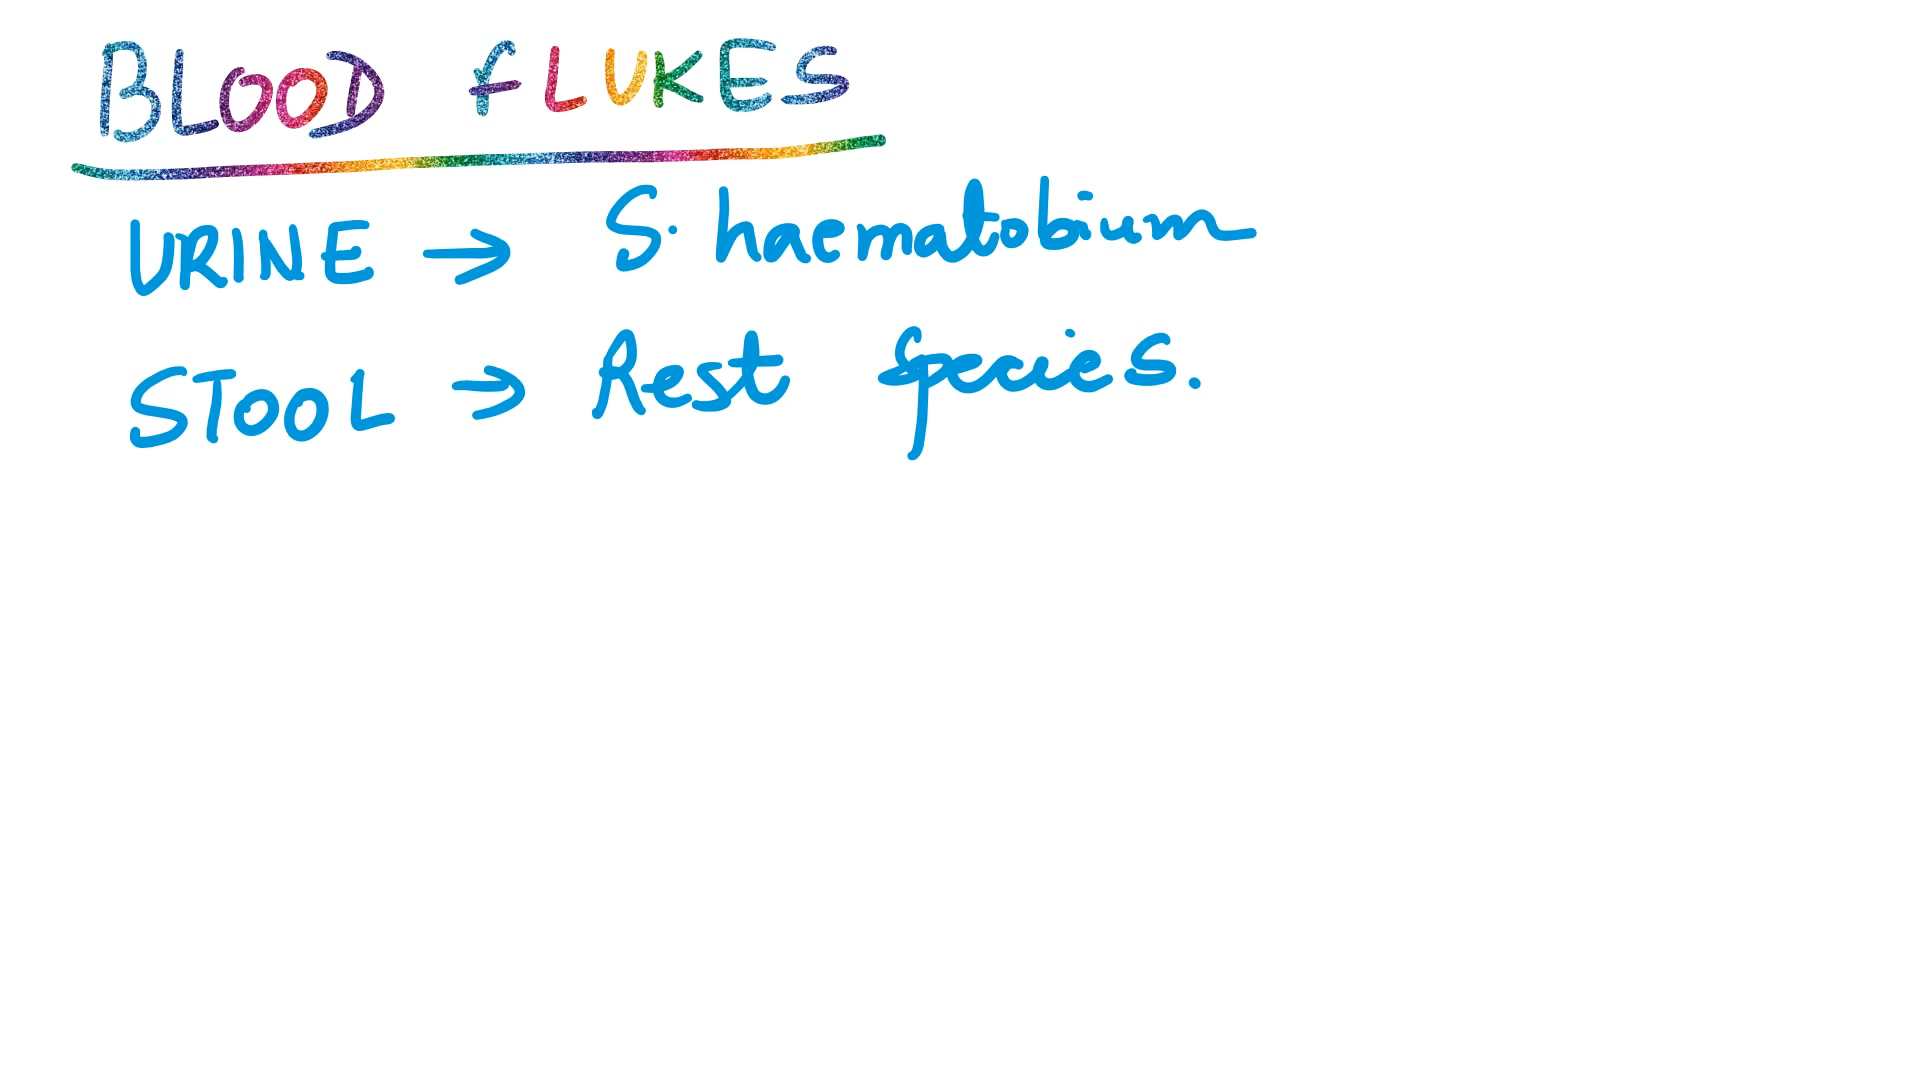 BLOOD FLUKES
URINE → S. haematobium
STOOL → Rest species.